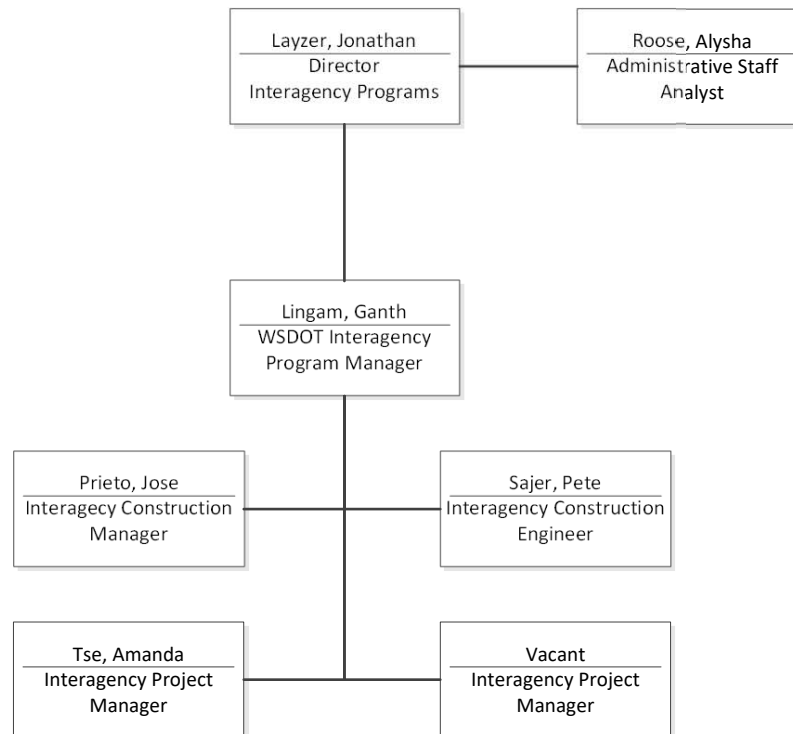 Layzer, Jonathan
Director
Interagency Programs
Roose, Alysha
Administrative Staff
Analyst
Lingam, Ganth
WSDOT Interagency
Program Manager
Prieto, Jose
Interagecy Construction
Manager
Sajer, Pete
Interagency Construction
Engineer
Tse, Amanda
Interagency Project
Manager
Vacant
Interagency Project
Manager